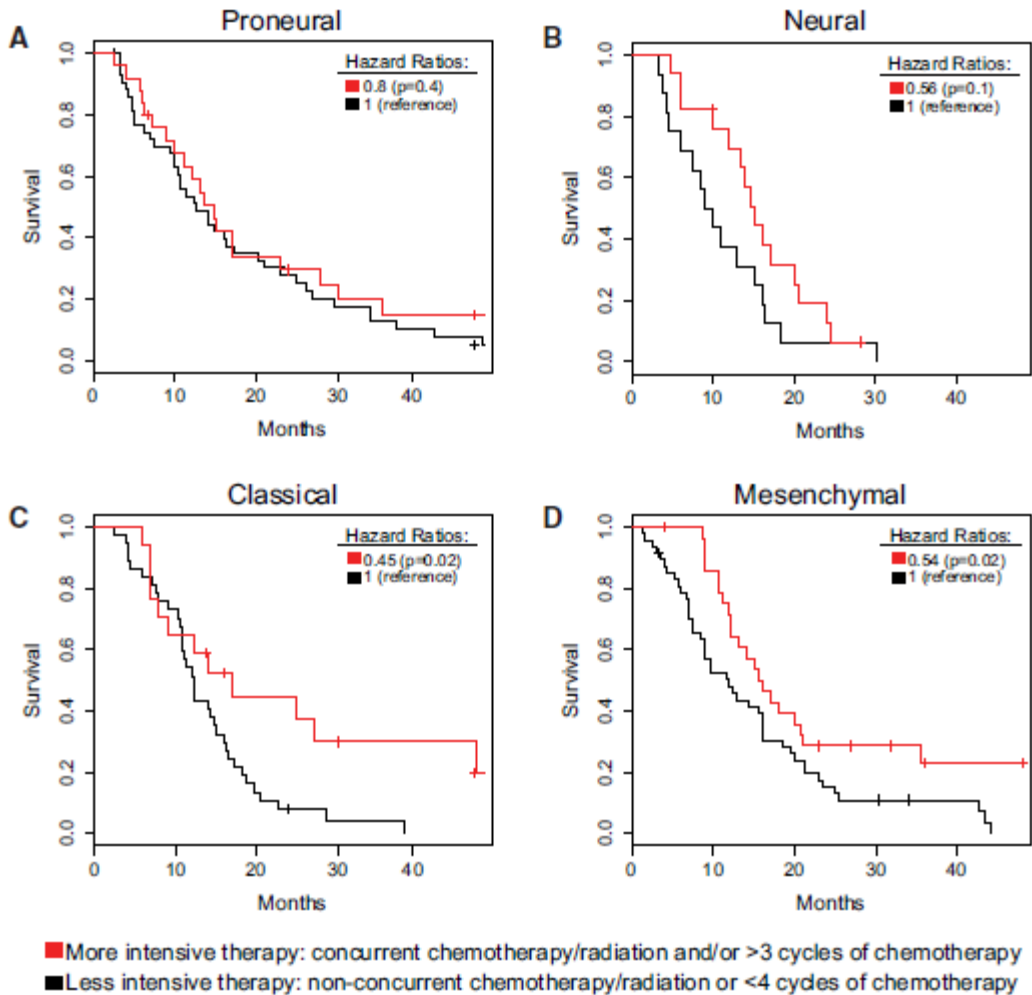 Proneural
A
Hazard Ratios:
0.8 (p=0.4)
1 (reference)
Survival
1.0
0.8
0.6
0.4
0.2
0.0
0 10 20 30 40
Months
Neural
B
Hazard Ratios:
0.56 (p=0.1)
1 (reference)
Survival
1.0
0.8
0.6
0.4
0.2
0.0
0 10 20 30 40
Months
Classical
C
Hazard Ratios:
0.45 (p=0.02)
1 (reference)
Survival
1.0
0.8
0.6
0.4
0.2
0.0
0 10 20 30 40
Months
Mesenchymal
D
Hazard Ratios:
0.54 (p=0.02)
1 (reference)
Survival
1.0
0.8
0.6
0.4
0.2
0.0
0 10 20 30 40
Months
More intensive therapy: concurrent chemotherapy/radiation and/or >3 cycles of chemotherapy
Less intensive therapy: non-concurrent chemotherapy/radiation or <4 cycles of chemotherapy